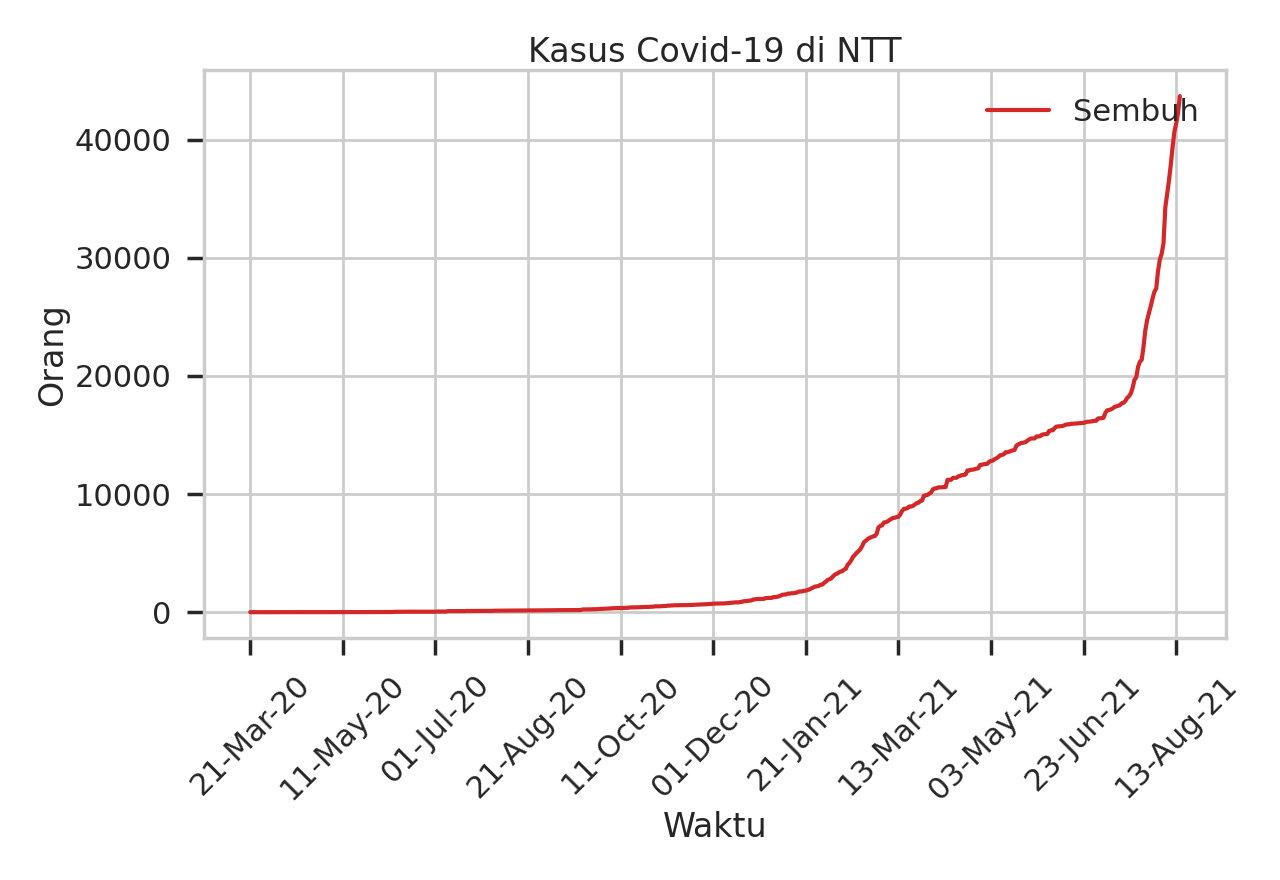 Kasus Covid-19 di NTT
Sembuh
Orang
40000
30000
20000
10000
0
21-Mar-20
11-May-20
01-Jul-20
21-Aug-20
11-Oct-20
01-Dec-20
21-Jan-21
13-Mar-21
03-May-21
23-Jun-21
13-Aug-21
Waktu